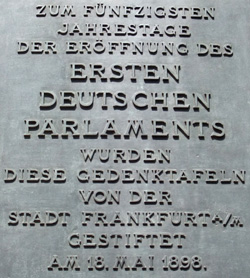 ZUM FÜNFZIGSTEN
JAHRESTAGE
DER ERÖFFNUNG DES
ERSTEN
DEUTSCHEN
PARLAMENTS
WURDEN
DIESE GEDENKTAFELN
VON DER
STADT FRANKFURT A/M
GESTIFTET
AM 18. MAI 1898.